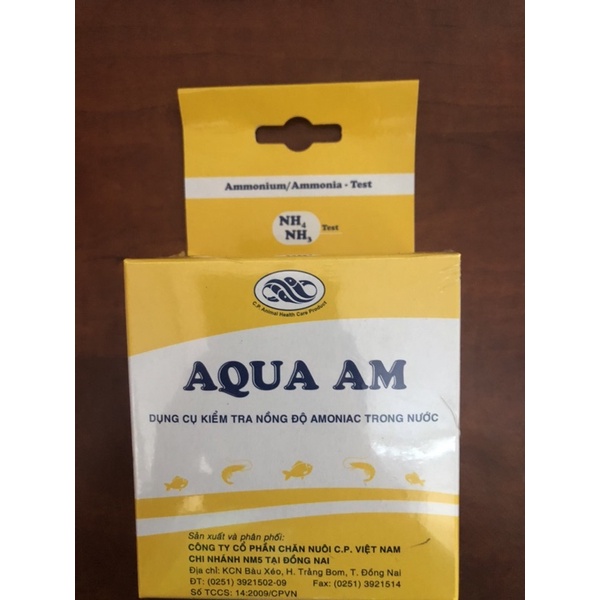 Ammonium/Ammonia - Test
NH4
NH3 Test
C.P. Animal Health Care Product
AQUA AM
DỤNG CỤ KIỂM TRA NỒNG ĐỘ AMONIAC TRONG NƯỚC
Sản xuất và phân phối:
CÔNG TY CỔ PHẦN CHĂN NUÔI C.P. VIỆT NAM
CHI NHÁNH NM5 TẠI ĐỒNG NAI
Địa chỉ: KCN Bàu Xéo, H. Trảng Bom, T. Đồng Nai
ĐT: (0251) 3921502-09 Fax: (0251) 3921514
Số TCCS: 14:2009/CPVN